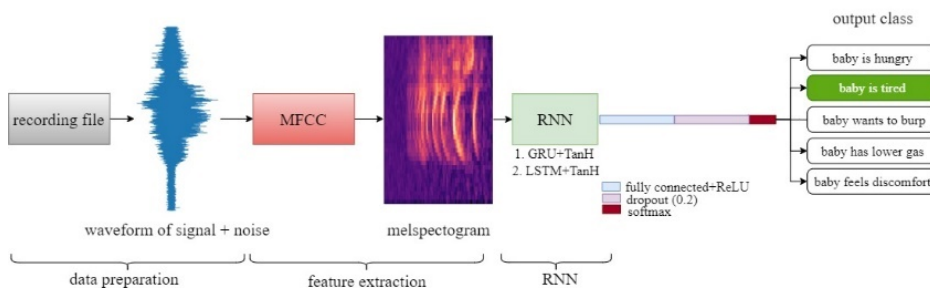 output class
baby is hungry
baby is tired
baby wants to burp
baby has lower gas
baby feels discomfort
recording file
MFCC
RNN
1. GRU+TanH
2. LSTM+TanH
fully connected+ReLU
dropout (0.2)
softmax
waveform of signal + noise
melspectogram
data preparation
feature extraction
RNN